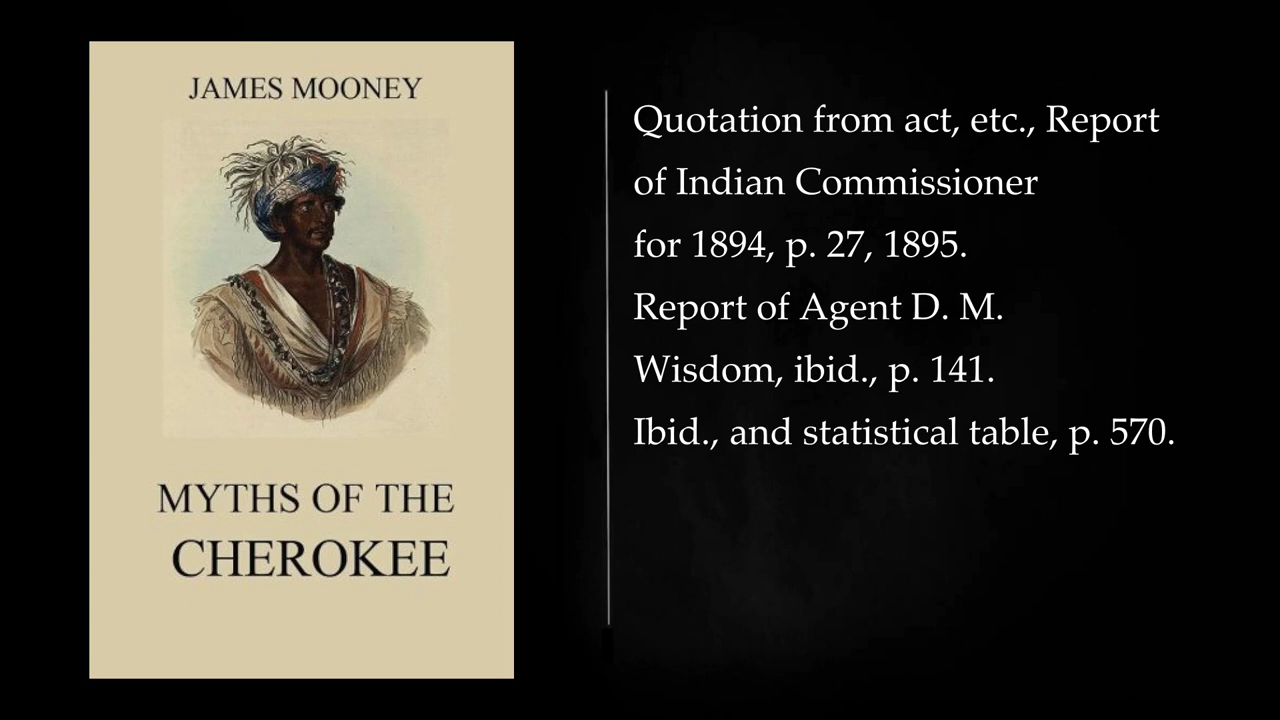 JAMES MOONEY
MYTHS OF THE
CHEROKEE
Quotation from act, etc., Report
of Indian Commissioner
for 1894, p. 27, 1895.
Report of Agent D. M.
Wisdom, ibid., p. 141.
Ibid., and statistical table, p. 570.